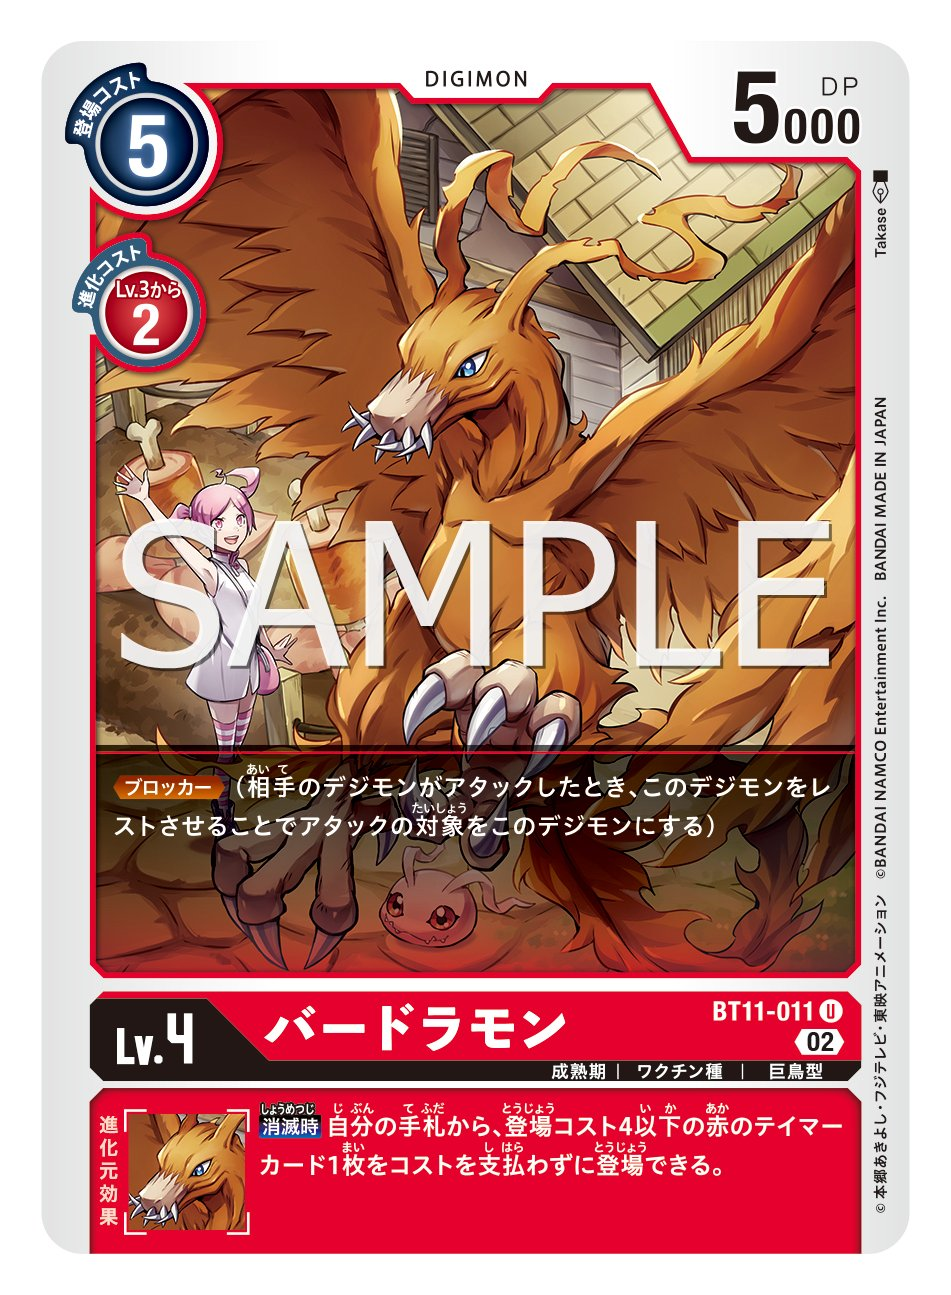 DIGIMON
登場コスト
5
DP
5000
進化コスト
Lv.3から
2
Takase
SAMPLE
ブロッカー (相手のデジモンがアタックしたとき、このデジモンをレ
ストさせることでアタックの対象をこのデジモンにする)
©本郷あきよし・フジテレビ・東映アニメーション ©BANDAI NAMCO Entertainment Inc. BANDAI MADE IN JAPAN
Lv.4
バードラモン
BT11-011 U
02
成熟期 | ワクチン種 | 巨鳥型
進化元効果
消滅時 自分の手札から、登場コスト4以下の赤のテイマー
カード1枚をコストを支払わずに登場できる。